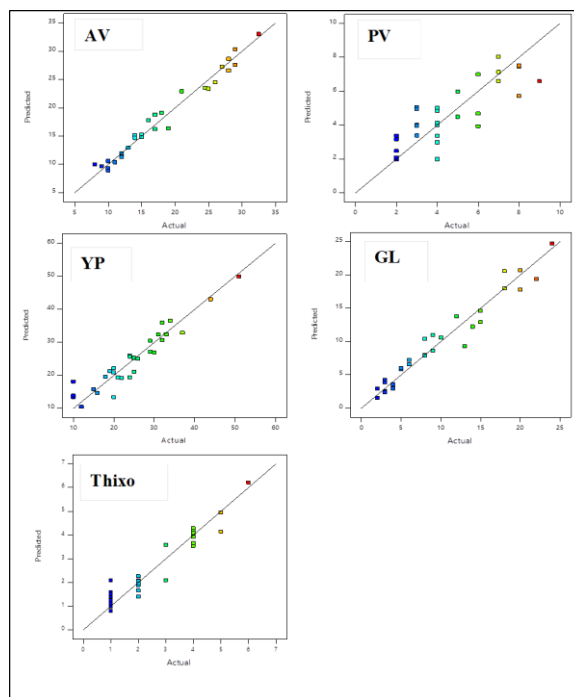 AV
35
30
25
20
15
10
5
Predicted
5 10 15 20 25 30 35
Actual
PV
10
8
6
4
2
0
Predicted
0 2 4 6 8 10
Actual
YP
60
50
40
30
20
10
Predicted
10 20 30 40 50 60
Actual
GL
25
20
15
10
5
0
Predicted
0 5 10 15 20 25
Actual
Thixo
7
6
5
4
3
2
1
0
Predicted
0 1 2 3 4 5 6 7
Actual